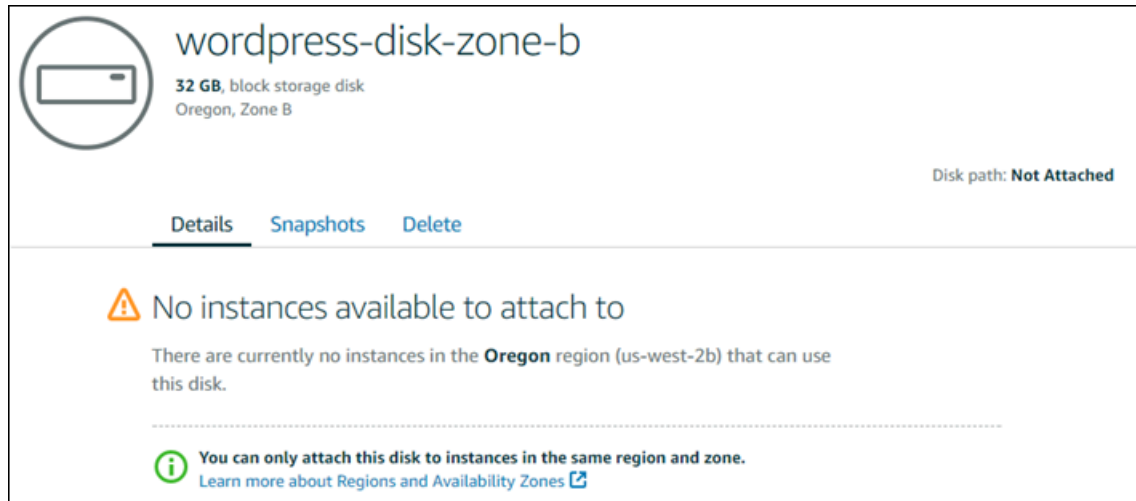 wordpress-disk-zone-b
32 GB, block storage disk
Oregon, Zone B
Disk path: Not Attached
Details Snapshots Delete
No instances available to attach to
There are currently no instances in the Oregon region (us-west-2b) that can use
this disk.
You can only attach this disk to instances in the same region and zone.
Learn more about Regions and Availability Zones